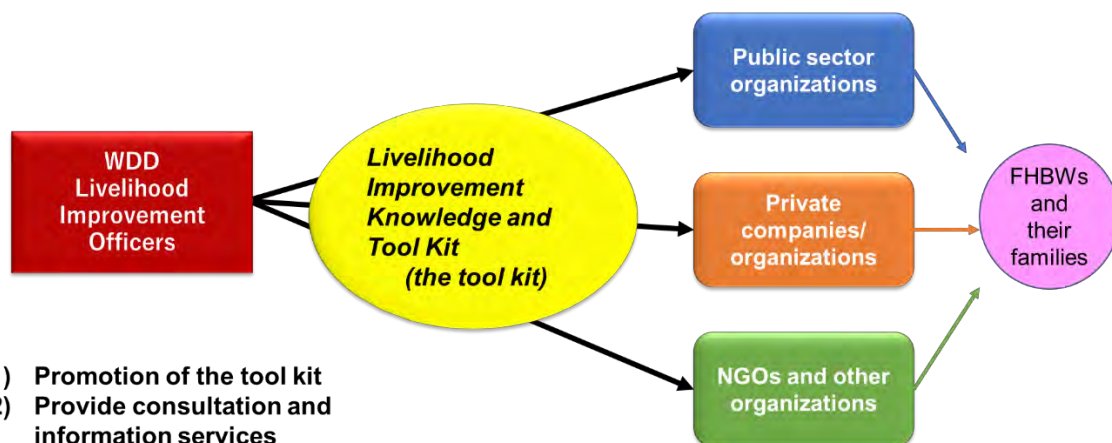 WDD
Livelihood
Improvement
Officers
Livelihood
Improvement
Knowledge and
Tool Kit
(the tool kit)
Public sector
organizations
Private
companies/
organizations
NGOs and other
organizations
FHBWs
and
their
families
) Promotion of the tool kit
2) Provide consultation and
information services